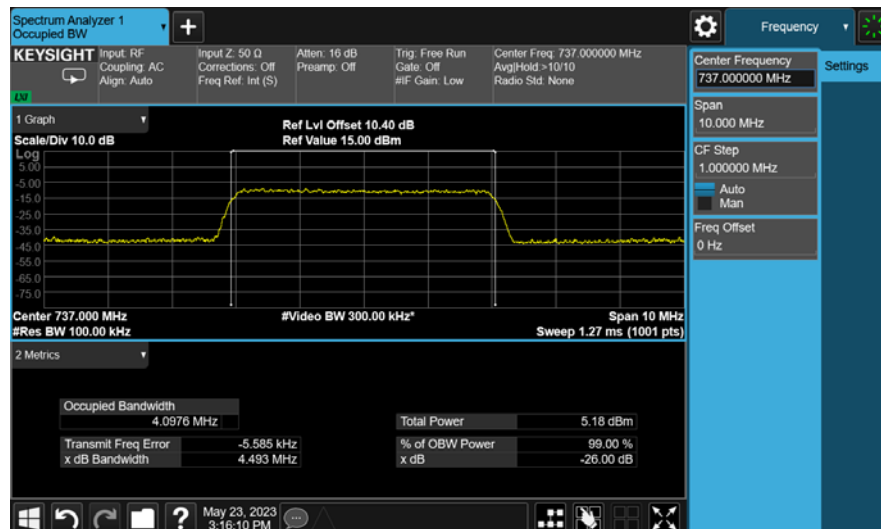 Spectrum Analyzer 1
Occupied BW
+
Frequency
KEYSIGHT
Input: RF
Coupling: AC
Align: Auto
Input Z: 50 Ω
Corrections: Off
Freq Ref: Int (S)
Atten: 16 dB
Preamp: Off
Trig: Free Run
Gate: Off
#IF Gain: Low
Center Freq: 737.000000 MHz
Avg|Hold:>10/10
Radio Std: None
LXI
Center Frequency
737.000000 MHz
Settings
Span
10.000 MHz
CF Step
1.000000 MHz
Auto
Man
Freq Offset
0 Hz
1 Graph
Scale/Div 10.0 dB
Ref Lvl Offset 10.40 dB
Ref Value 15.00 dBm
Log
5.00
-5.00
-15.0
-25.0
-35.0
-45.0
-55.0
-65.0
-75.0
Center 737.000 MHz
#Res BW 100.00 kHz
#Video BW 300.00 kHz*
Span 10 MHz
Sweep 1.27 ms (1001 pts)
2 Metrics
Occupied Bandwidth
4.0976 MHz
Total Power 5.18 dBm
Transmit Freq Error -5.585 kHz
% of OBW Power 99.00 %
x dB Bandwidth 4.493 MHz
x dB -26.00 dB
?
May 23, 2023
3:16:10 PM